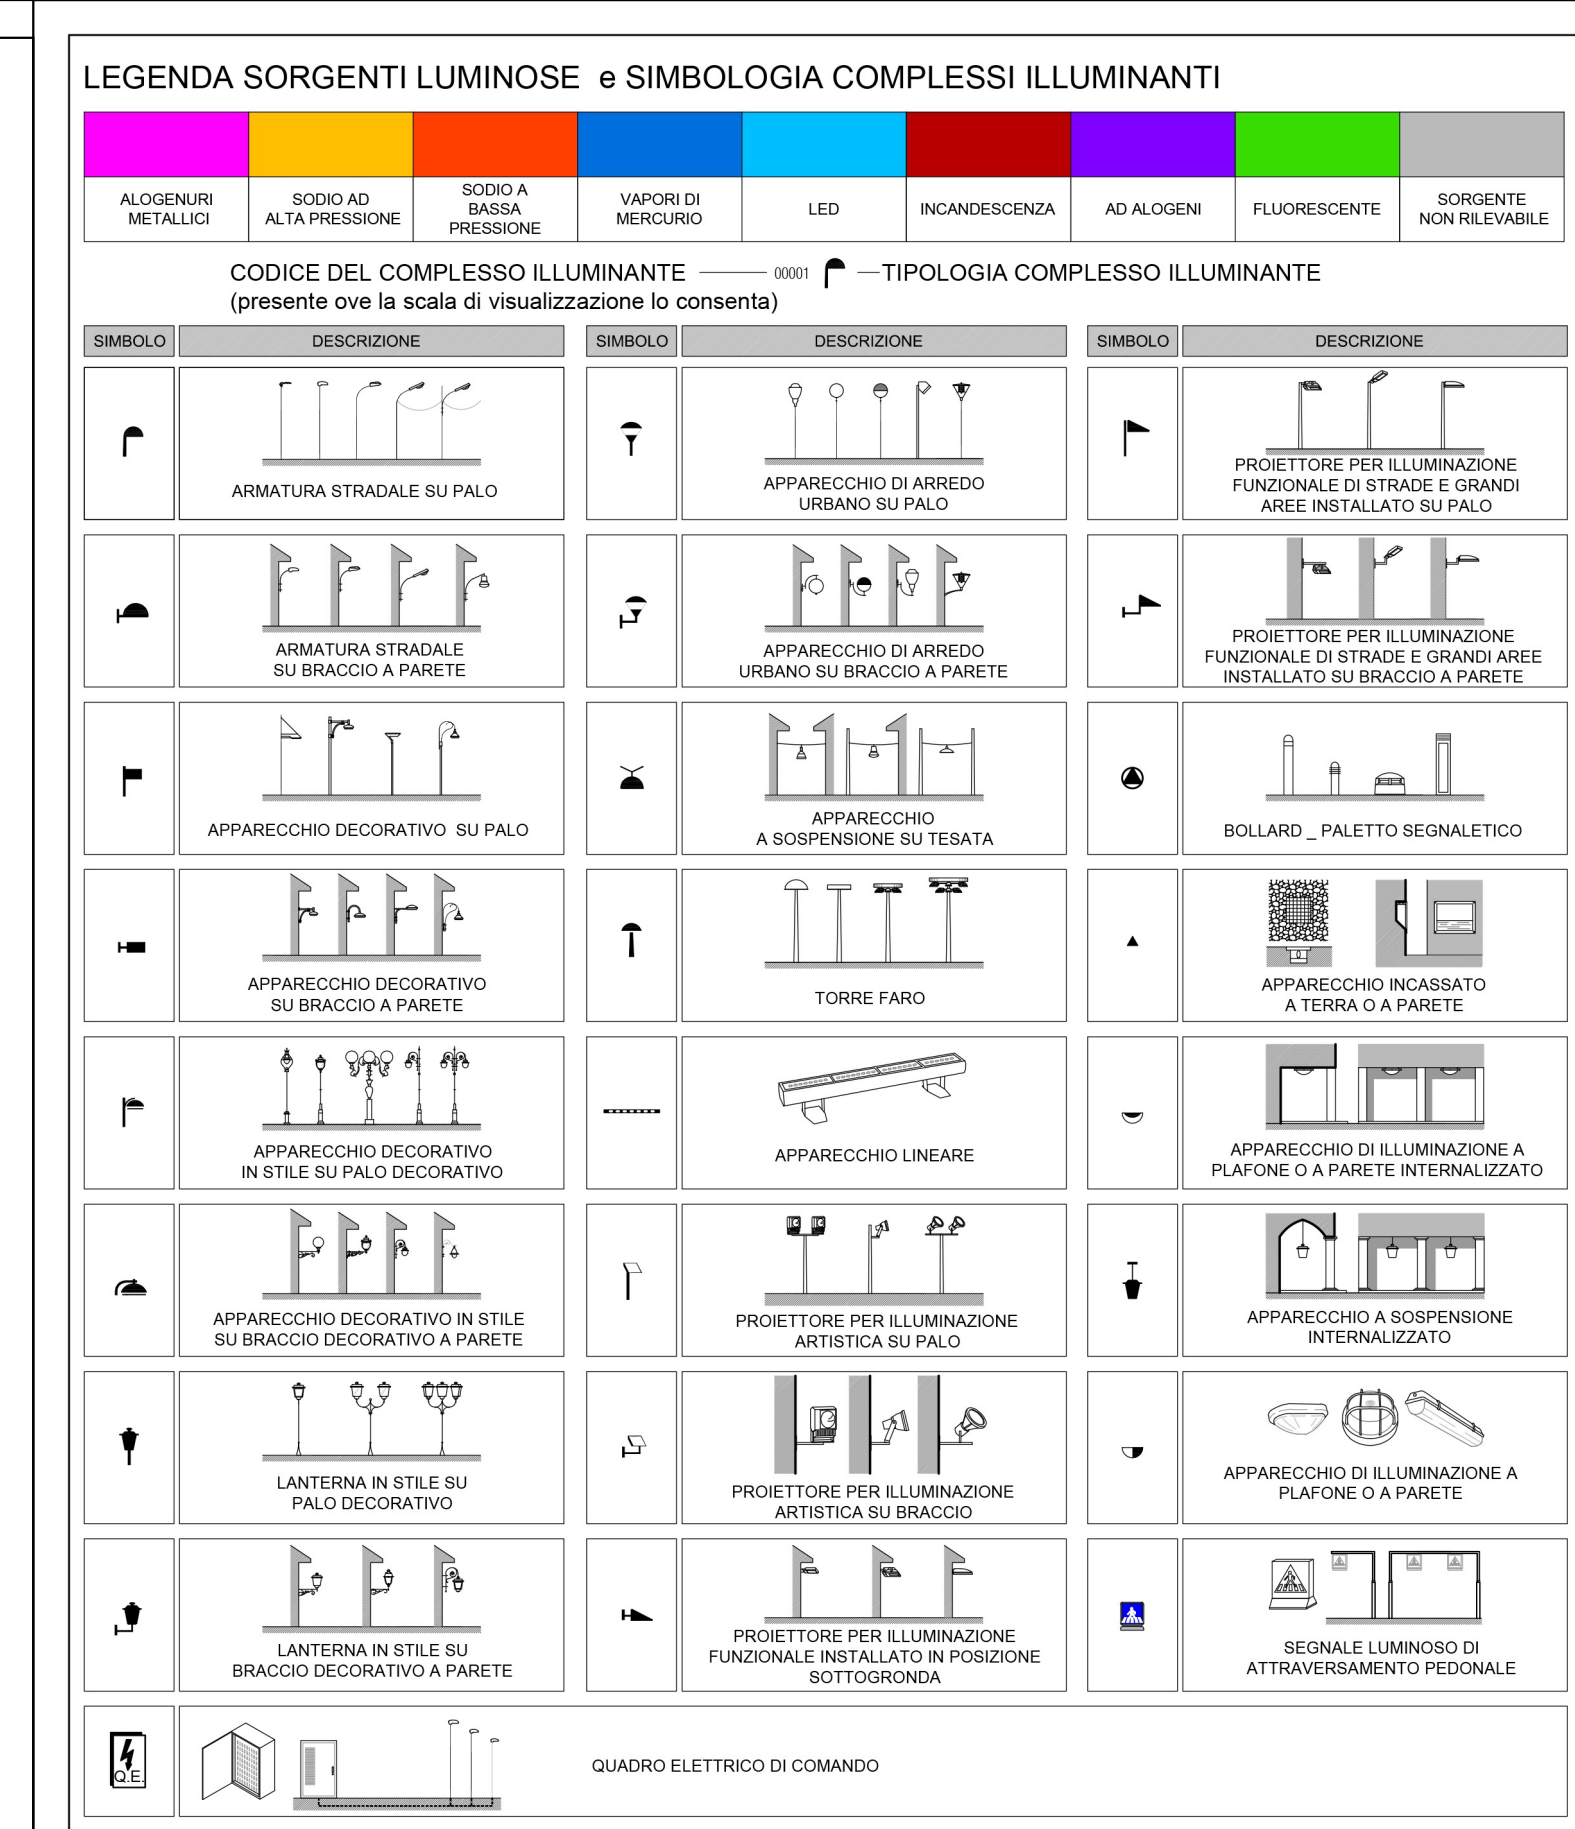 LEGENDA SORGENTI LUMINOSE e SIMBOLOGIA COMPLESSI ILLUMINANTI
ALOGENURI
METALLICI
SODIO AD
ALTA PRESSIONE
SODIO A
BASSA
PRESSIONE
VAPORI DI
MERCURIO
LED
INCANDESCENZA
AD ALOGENI
FLUORESCENTE
SORGENTE
NON RILEVABILE
CODICE DEL COMPLESSO ILLUMINANTE 00001 TIPOLOGIA COMPLESSO ILLUMINANTE
(presente ove la scala di visualizzazione lo consenta)
SIMBOLO DESCRIZIONE SIMBOLO DESCRIZIONE SIMBOLO DESCRIZIONE
ARMATURA STRADALE SU PALO
APPARECCHIO DI ARREDO
URBANO SU PALO
PROIETTORE PER ILLUMINAZIONE
FUNZIONALE DI STRADE E GRANDI
AREE INSTALLATO SU PALO
ARMATURA STRADALE
SU BRACCIO A PARETE
APPARECCHIO DI ARREDO
URBANO SU BRACCIO A PARETE
PROIETTORE PER ILLUMINAZIONE
FUNZIONALE DI STRADE E GRANDI AREE
INSTALLATO SU BRACCIO A PARETE
APPARECCHIO DECORATIVO SU PALO
APPARECCHIO
A SOSPENSIONE SU TESATA
BOLLARD _ PALETTO SEGNALETICO
APPARECCHIO DECORATIVO
SU BRACCIO A PARETE
TORRE FARO
APPARECCHIO INCASSATO
A TERRA O A PARETE
APPARECCHIO DECORATIVO
IN STILE SU PALO DECORATIVO
APPARECCHIO LINEARE
APPARECCHIO DI ILLUMINAZIONE A
PLAFONE O A PARETE INTERNALIZZATO
APPARECCHIO DECORATIVO IN STILE
SU BRACCIO DECORATIVO A PARETE
PROIETTORE PER ILLUMINAZIONE
ARTISTICA SU PALO
APPARECCHIO A SOSPENSIONE
INTERNALIZZATO
LANTERNA IN STILE SU
PALO DECORATIVO
PROIETTORE PER ILLUMINAZIONE
ARTISTICA SU BRACCIO
APPARECCHIO DI ILLUMINAZIONE A
PLAFONE O A PARETE
LANTERNA IN STILE SU
BRACCIO DECORATIVO A PARETE
PROIETTORE PER ILLUMINAZIONE
FUNZIONALE INSTALLATO IN POSIZIONE
SOTTOGRONDA
SEGNALE LUMINOSO DI
ATTRAVERSAMENTO PEDONALE
Q.E.
QUADRO ELETTRICO DI COMANDO